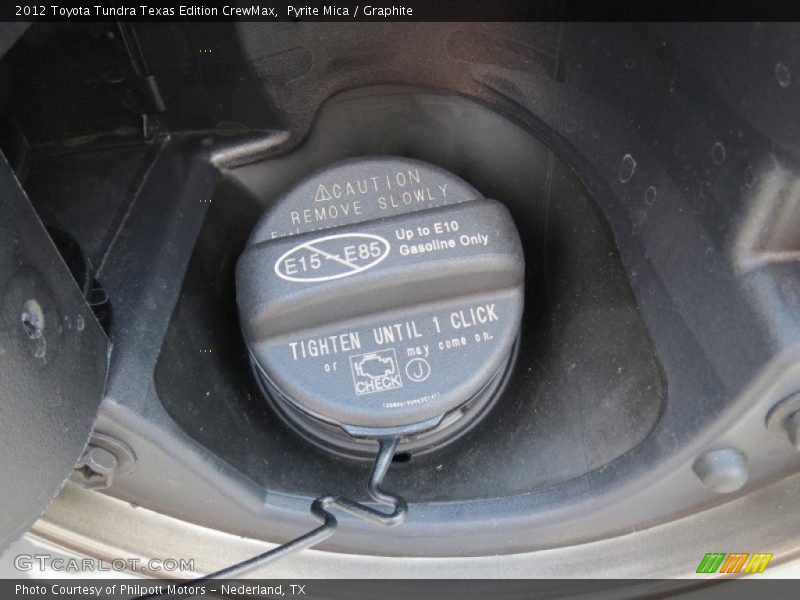 2012 Toyota Tundra Texas Edition CrewMax, Pyrite Mica / Graphite
⚠CAUTION
REMOVE SLOWLY
E15-E85
Up to E10
Gasoline Only
TIGHTEN UNTIL 1 CLICK
or CHECK may come on.
J
GTCARLOT.COM
Photo Courtesy of Philpott Motors - Nederland, TX